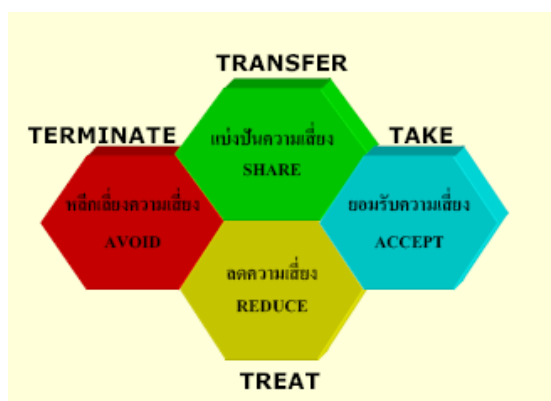 TRANSFER
TERMINATE
TAKE
แบ่งปันความเสี่ยง
SHARE
หลีกเลี่ยงความเสี่ยง
AVOID
ยอมรับความเสี่ยง
ACCEPT
ลดความเสี่ยง
REDUCE
TREAT